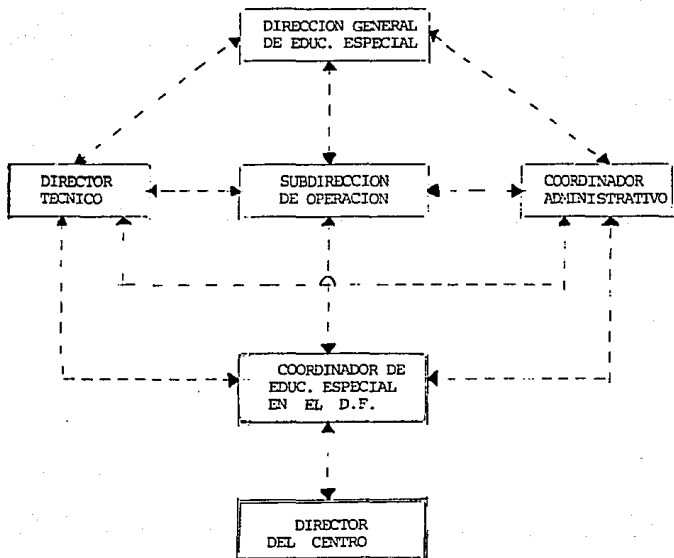 DIRECCION GENERAL
DE EDUC. ESPECIAL
DIRECTOR
TECNICO
SUBDIRECCION
DE OPERACION
COORDINADOR
ADMINISTRATIVO
COORDINADOR DE
EDUC. ESPECIAL
EN EL D.F.
DIRECTOR
DEL CENTRO